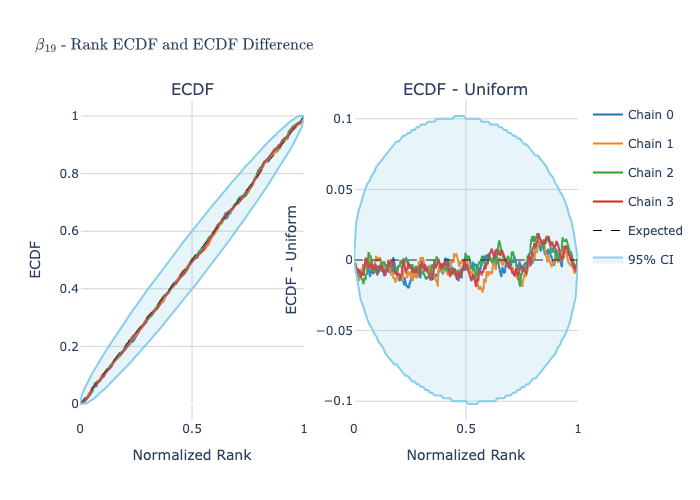 β19 - Rank ECDF and ECDF Difference
ECDF
ECDF
1
0.8
0.6
0.4
0.2
0
0
0.5
1
Normalized Rank
ECDF - Uniform
ECDF - Uniform
0.1
0.05
0
−0.05
−0.1
0
0.5
1
Normalized Rank
Chain 0
Chain 1
Chain 2
Chain 3
Expected
95% CI